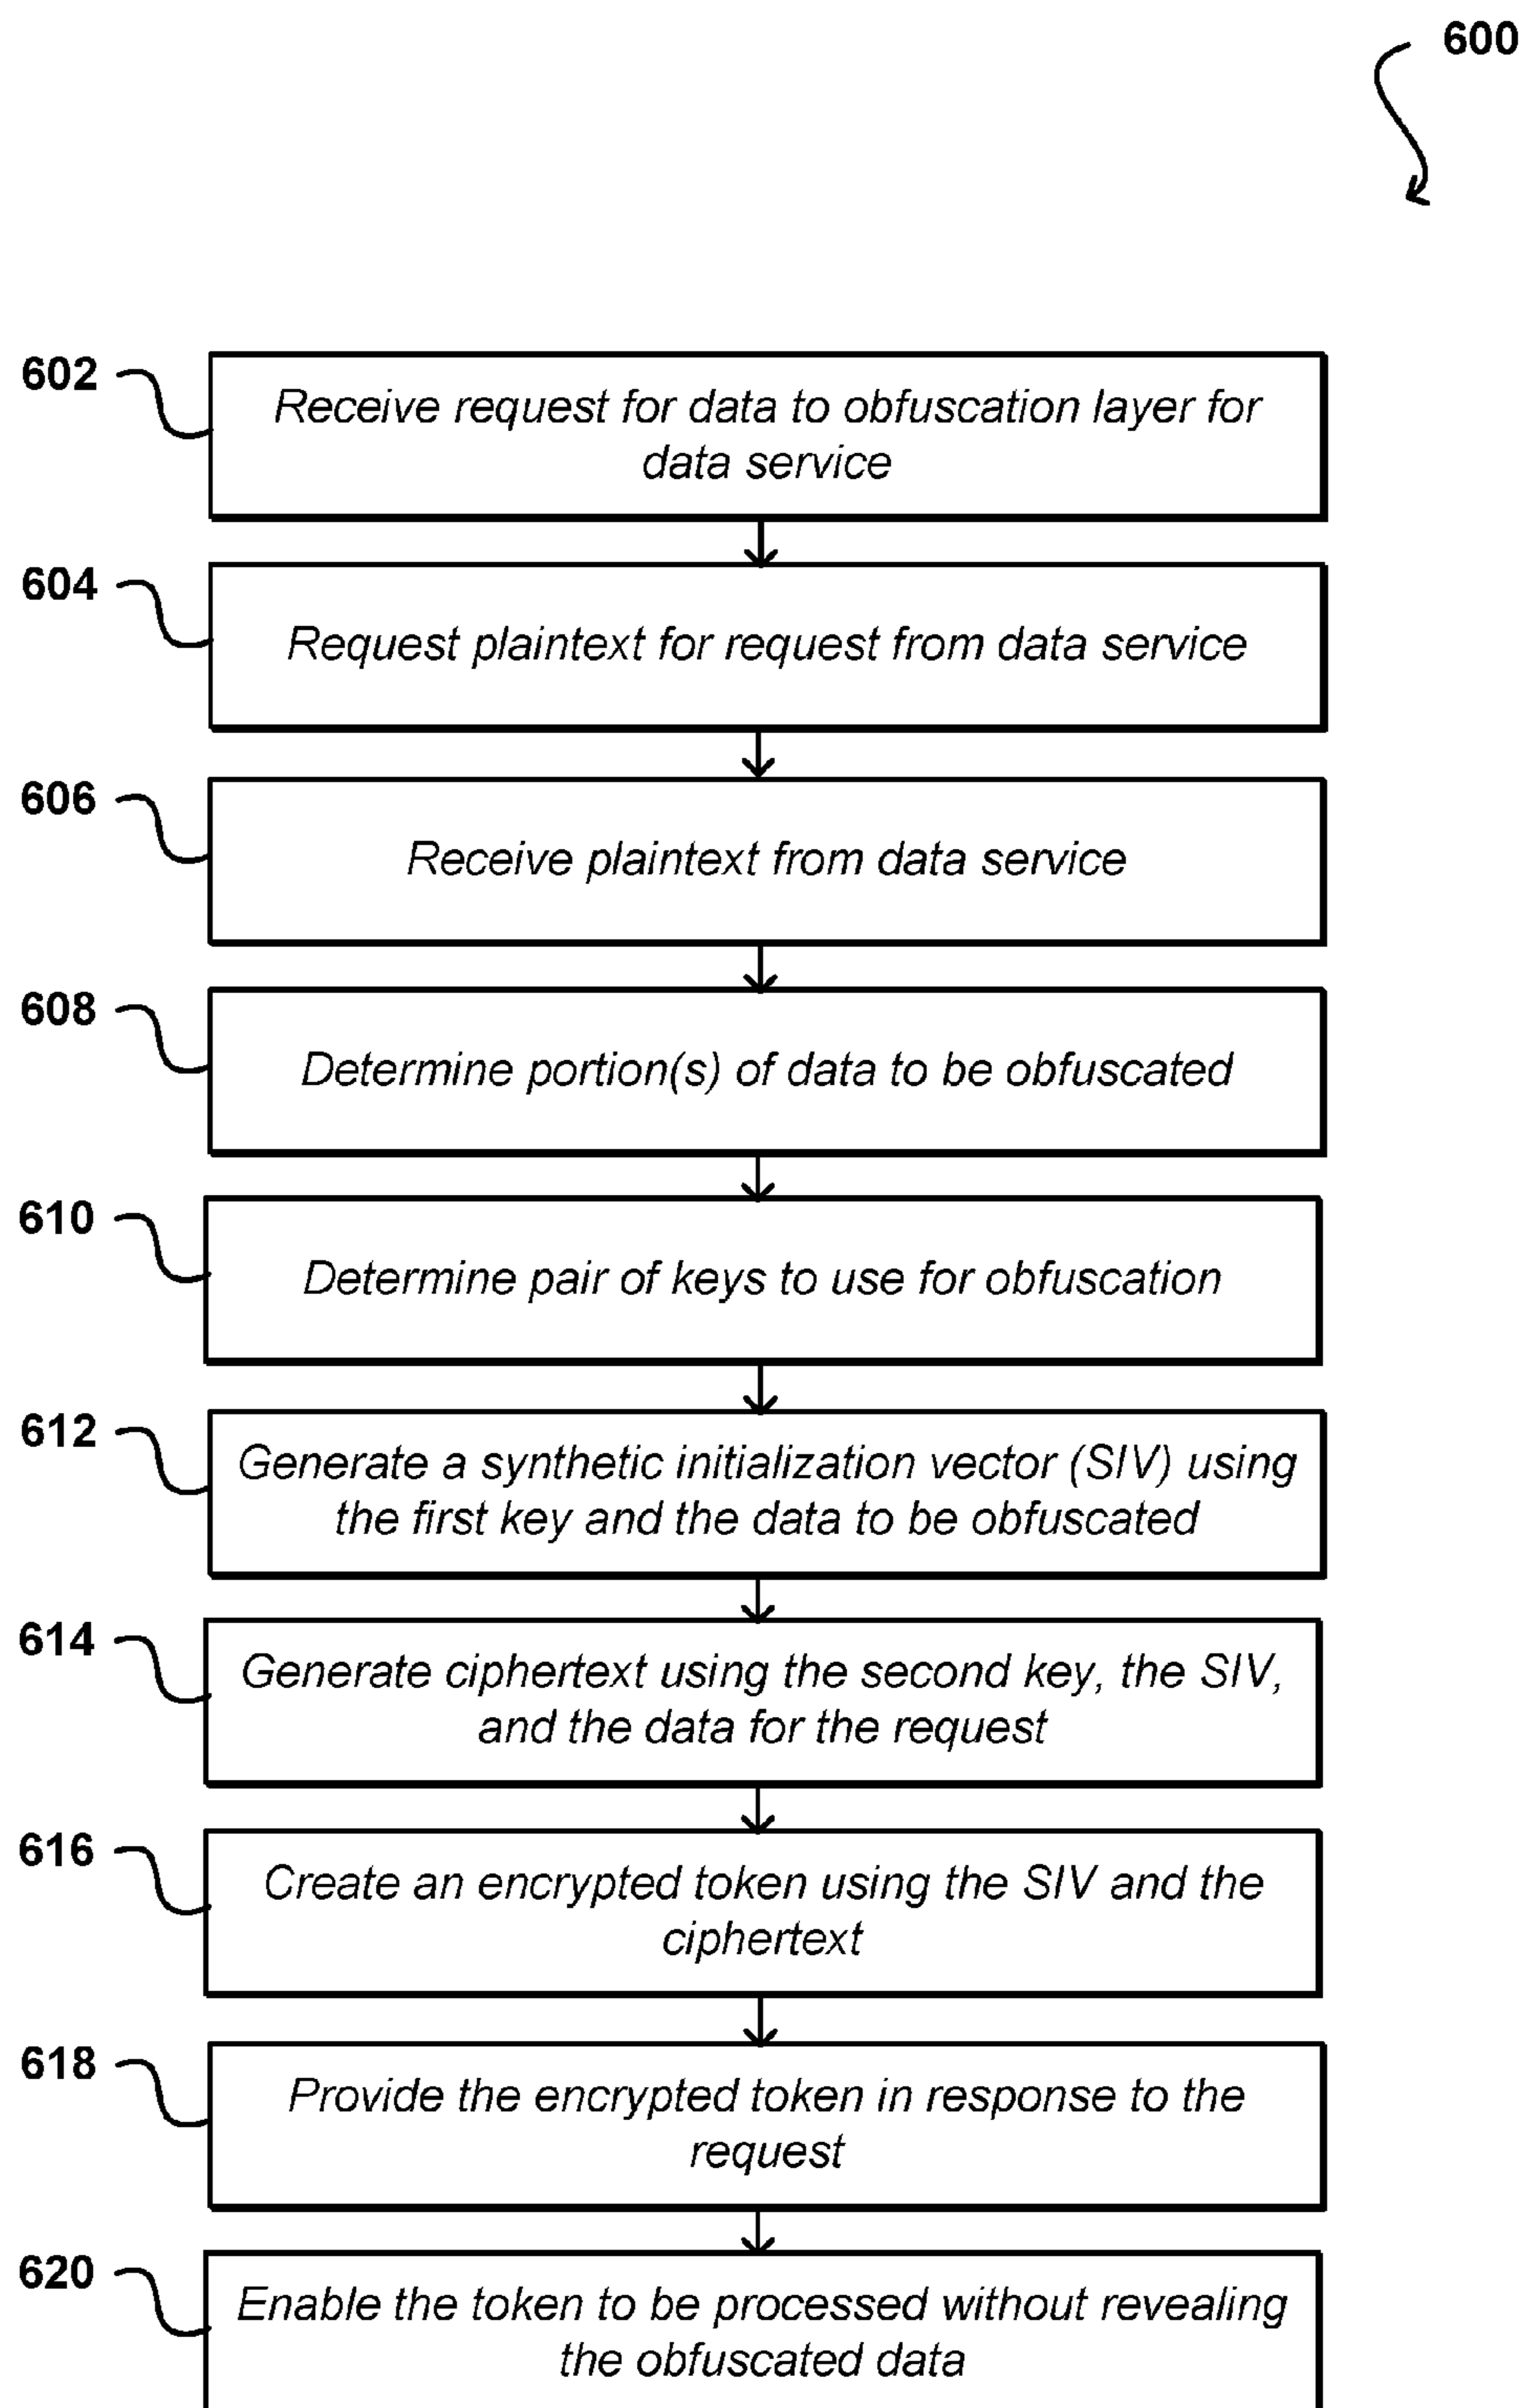 600
602
Receive request for data to obfuscation layer for
data service
604
Request plaintext for request from data service
606
Receive plaintext from data service
608
Determine portion(s) of data to be obfuscated
610
Determine pair of keys to use for obfuscation
612
Generate a synthetic initialization vector (SIV) using
the first key and the data to be obfuscated
614
Generate ciphertext using the second key, the SIV,
and the data for the request
616
Create an encrypted token using the SIV and the
ciphertext
618
Provide the encrypted token in response to the
request
620
Enable the token to be processed without revealing
the obfuscated data